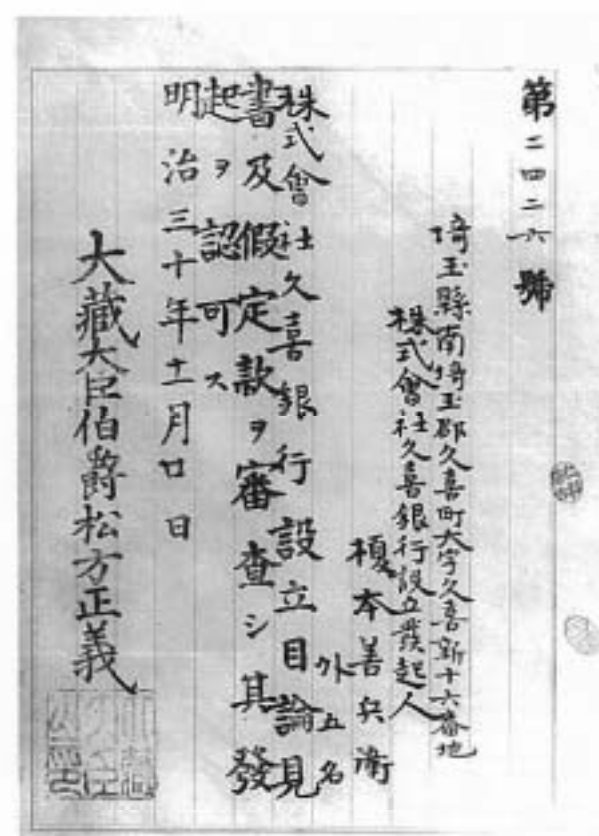 第二四二六號
埼玉縣南埼玉郡久喜町大字久喜新十六番地
株式會社久喜銀行設立發起人
榎本善兵衛
外五名
株式會社久喜銀行設立目論見
書及假定款ヲ審査シ其發
起ヲ認可ス
明治三十年十一月廿日
大藏大臣伯爵松方正義